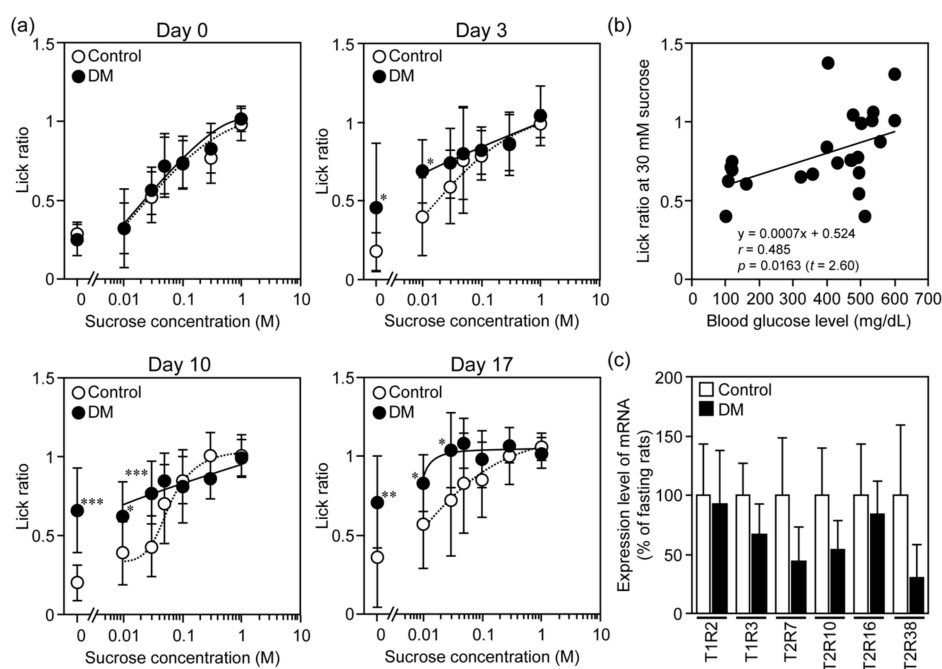 (a)
Day 0
Control
DM
1.5
1
0.5
0
Lick ratio
0
0.01
0.1
1
10
Sucrose concentration (M)
Day 3
Control
DM
1.5
1
0.5
0
Lick ratio
*
*
0
0.01
0.1
1
10
Sucrose concentration (M)
(b)
1.5
1
0.5
0
Lick ratio at 30 mM sucrose
y = 0.0007x + 0.524
r = 0.485
p = 0.0163 (t = 2.60)
0 100 200 300 400 500 600 700
Blood glucose level (mg/dL)
Day 10
Control
DM
1.5
1
0.5
0
Lick ratio
***
***
*
0
0.01
0.1
1
10
Sucrose concentration (M)
Day 17
Control
DM
1.5
1
0.5
0
Lick ratio
**
*
*
0
0.01
0.1
1
10
Sucrose concentration (M)
(c)
Control
DM
200
150
100
50
0
Expression level of mRNA
(% of fasting rats)
T1R2
T1R3
T2R7
T2R10
T2R16
T2R38